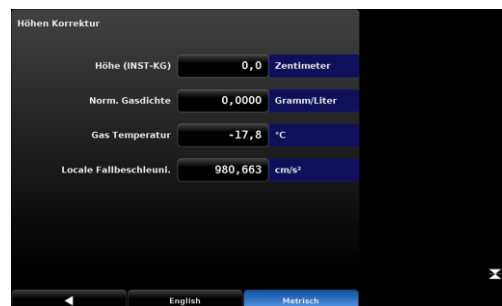 Höhen Korrektur
Höhe (INST-KG) 0,0 Zentimeter
Norm. Gasdichte 0,0000 Gramm/Liter
Gas Temperatur -17,8 °C
Locale Fallbeschleuni. 980,663 cm/s²
English Metrisch